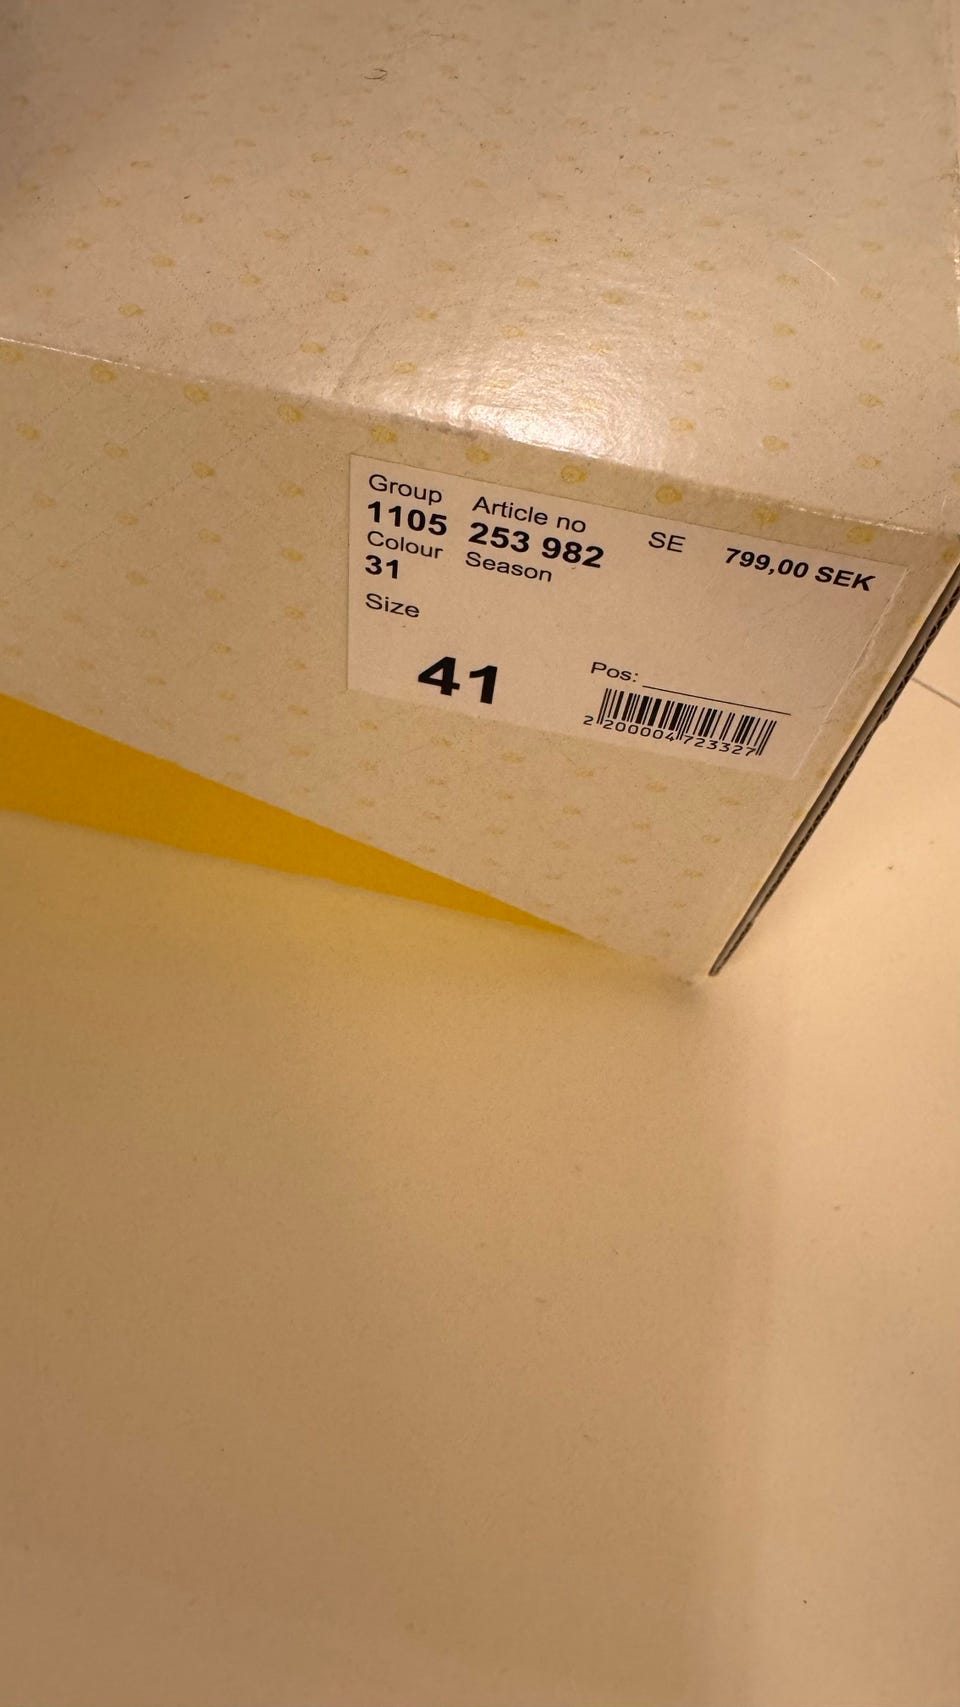 Group Article no SE 799,00 SEK
1105 253 982
Colour Season
31
Size
41
Pos:
2 200004 723327